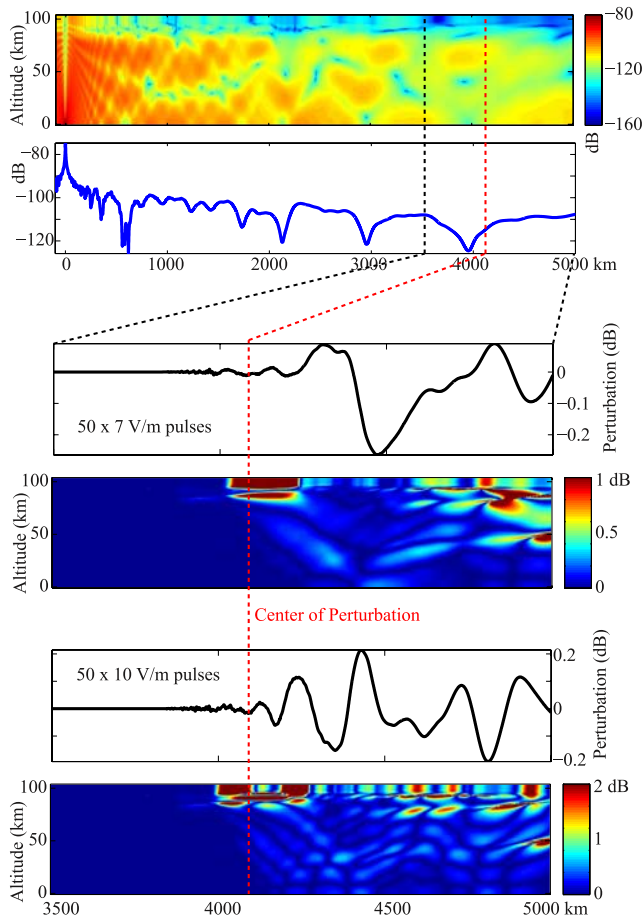 100
50
0
Altitude (km)
−80
−120
−160
dB
−80
−100
−120
dB
0
1000
2000
3000
4000
5000 km
0
−0.1
−0.2
Perturbation (dB)
50 x 7 V/m pulses
100
50
0
Altitude (km)
1 dB
0.5
0
Center of Perturbation
0.2
0
−0.2
Perturbation (dB)
50 x 10 V/m pulses
100
50
0
Altitude (km)
2 dB
1
0
3500
4000
4500
5000 km